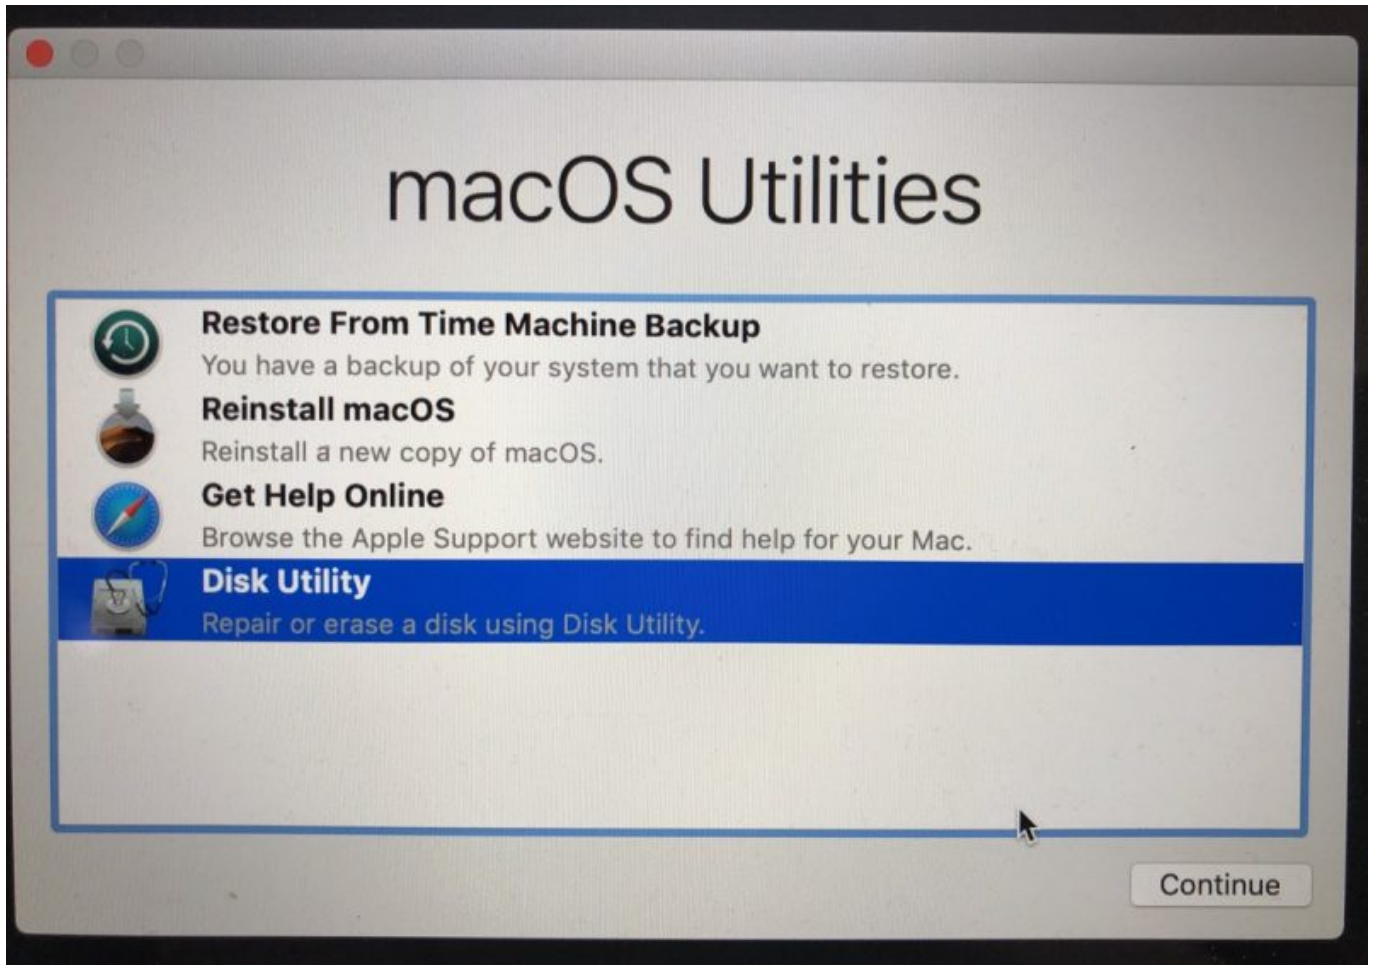 macOS Utilities
Restore From Time Machine Backup
You have a backup of your system that you want to restore.
Reinstall macOS
Reinstall a new copy of macOS.
Get Help Online
Browse the Apple Support website to find help for your Mac.
Disk Utility
Repair or erase a disk using Disk Utility.
Continue